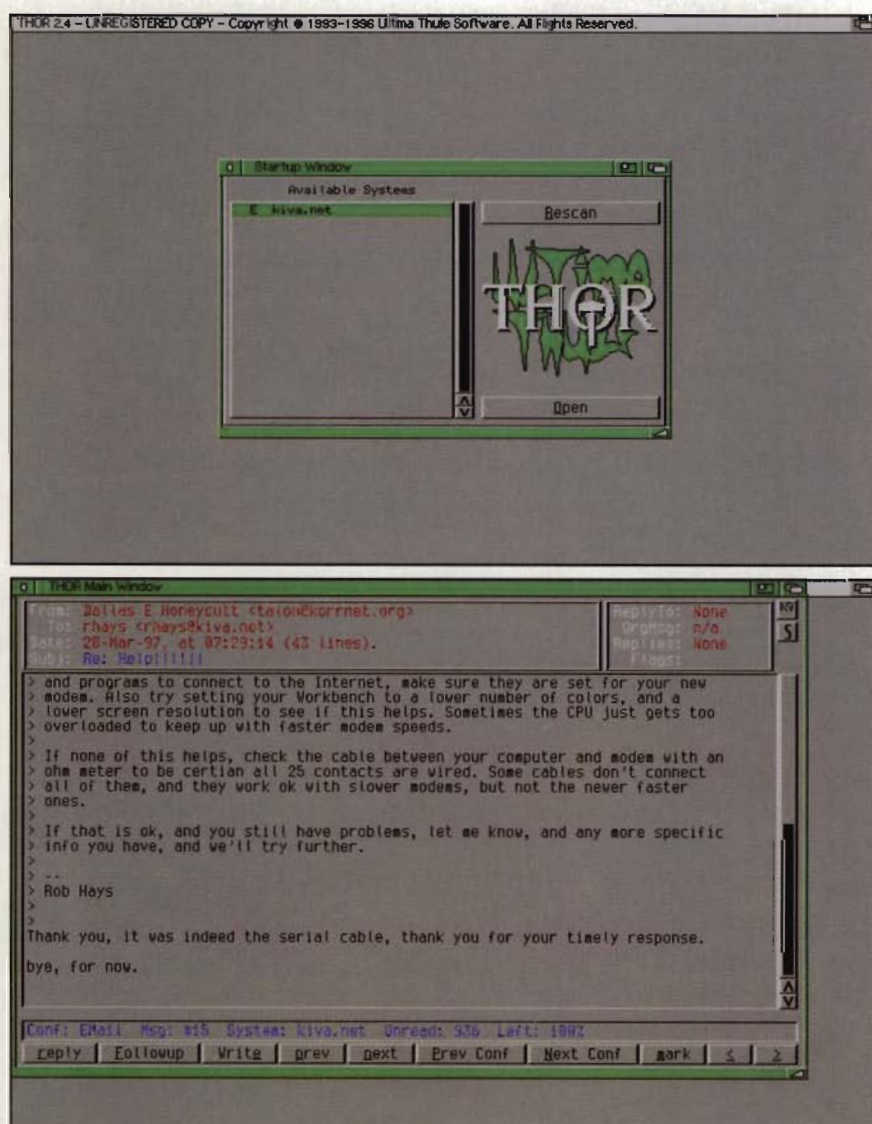 THOR 2.4 – UNREGISTERED COPY – Copyright ● 1993–1996 Ultima Thule Software. All Rights Reserved.
Startup Window
Available Systems
E kiva.net
Rescan
ULTIMA
THULE
THOR
Open
THOR Main Window
From: Dallas E Honeycutt <talon@korrnet.org>
To: rhays <rhays@kiva.net>
Date: 28-Mar-97, at 07:29:14 (43 lines).
Subj: Re: Help!!!!!!
ReplyTo: None
OrgMsg: n/a
Replies: None
Flags:
> and programs to connect to the Internet, make sure they are set for your new
> modem. Also try setting your Workbench to a lower number of colors, and a
> lower screen resolution to see if this helps. Sometimes the CPU just gets too
> overloaded to keep up with faster modem speeds.
>
> If none of this helps, check the cable between your computer and modem with an
> ohm meter to be certian all 25 contacts are wired. Some cables don't connect
> all of them, and they work ok with slower modems, but not the newer faster
> ones.
>
> If that is ok, and you still have problems, let me know, and any more specific
> info you have, and we'll try further.
>
> --
> Rob Hays
>
>
Thank you, it was indeed the serial cable, thank you for your timely response.
bye, for now.
Conf: EMail Msg: #15 System: kiva.net Unread: 936 Left: 100%
reply Followup Write prev next Prev Conf Next Conf mark < >